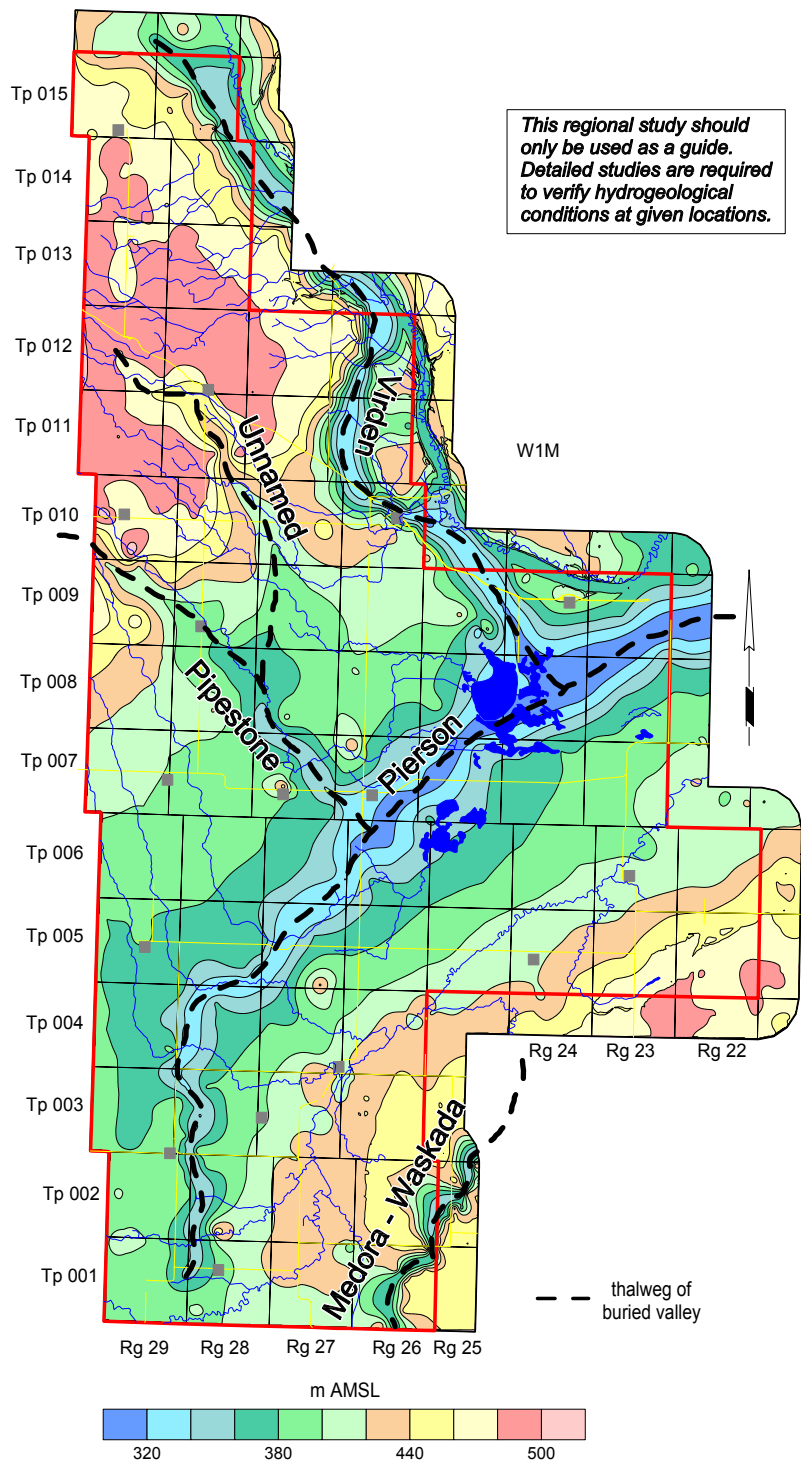 Tp 015
This regional study should
only be used as a guide.
Detailed studies are required
to verify hydrogeological
conditions at given locations.
Tp 014
Tp 013
Tp 012
Virden
Tp 011
Unnamed
W1M
Tp 010
Tp 009
Tp 008
Pipestone
Pierson
Tp 007
Tp 006
Tp 005
Tp 004
Rg 24
Rg 23
Rg 22
Tp 003
Tp 002
Medora - Waskada
Tp 001
thalweg of
buried valley
Rg 29
Rg 28
Rg 27
Rg 26
Rg 25
m AMSL
320
380
440
500